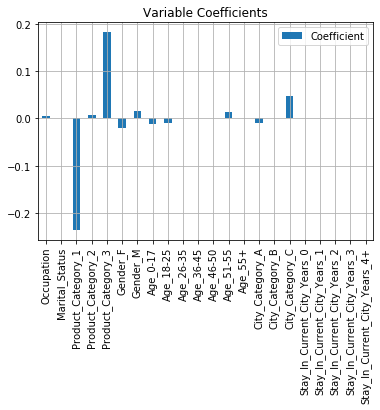 Variable Coefficients
Coefficient
0.2
0.1
0.0
−0.1
−0.2
Occupation
Marital_Status
Product_Category_1
Product_Category_2
Product_Category_3
Gender_F
Gender_M
Age_0-17
Age_18-25
Age_26-35
Age_36-45
Age_46-50
Age_51-55
Age_55+
City_Category_A
City_Category_B
City_Category_C
Stay_In_Current_City_Years_0
Stay_In_Current_City_Years_1
Stay_In_Current_City_Years_2
Stay_In_Current_City_Years_3
Stay_In_Current_City_Years_4+